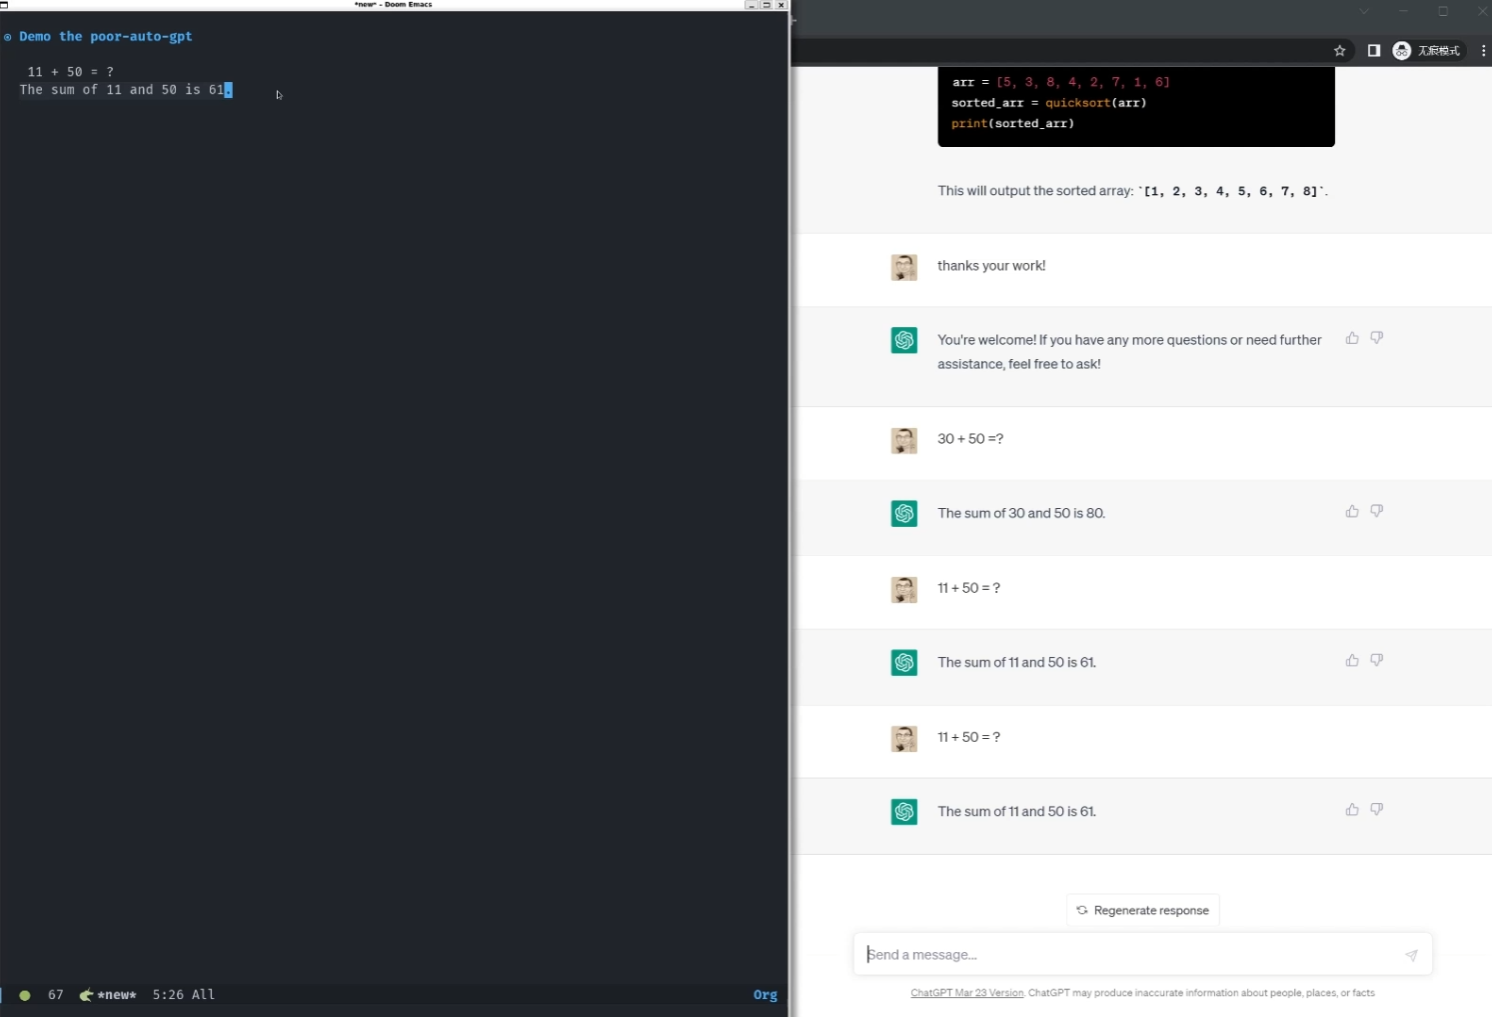 *new* - Doom Emacs
Demo the poor-auto-gpt
11 + 50 = ?
The sum of 11 and 50 is 61.
67 *new* 5:26 All
Org
无痕模式
arr = [5, 3, 8, 4, 2, 7, 1, 6]
sorted_arr = quicksort(arr)
print(sorted_arr)
This will output the sorted array: `[1, 2, 3, 4, 5, 6, 7, 8]`.
thanks your work!
You're welcome! If you have any more questions or need further
assistance, feel free to ask!
30 + 50 =?
The sum of 30 and 50 is 80.
11 + 50 = ?
The sum of 11 and 50 is 61.
11 + 50 = ?
The sum of 11 and 50 is 61.
Regenerate response
Send a message...
ChatGPT Mar 23 Version. ChatGPT may produce inaccurate information about people, places, or facts